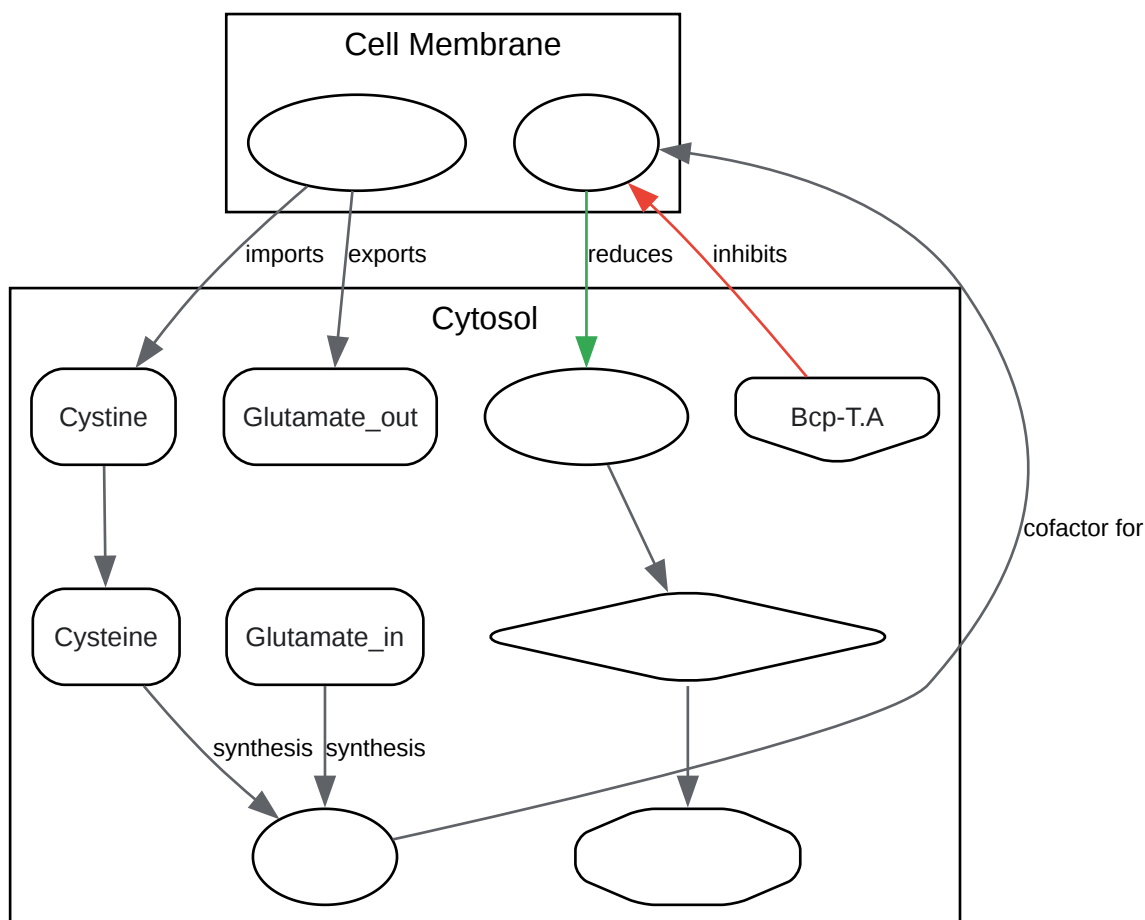 Cell Membrane
imports
exports
reduces
inhibits
Cytosol
Cystine
Glutamate_out
Bcp-T.A
cofactor for
Cysteine
Glutamate_in
synthesis
synthesis